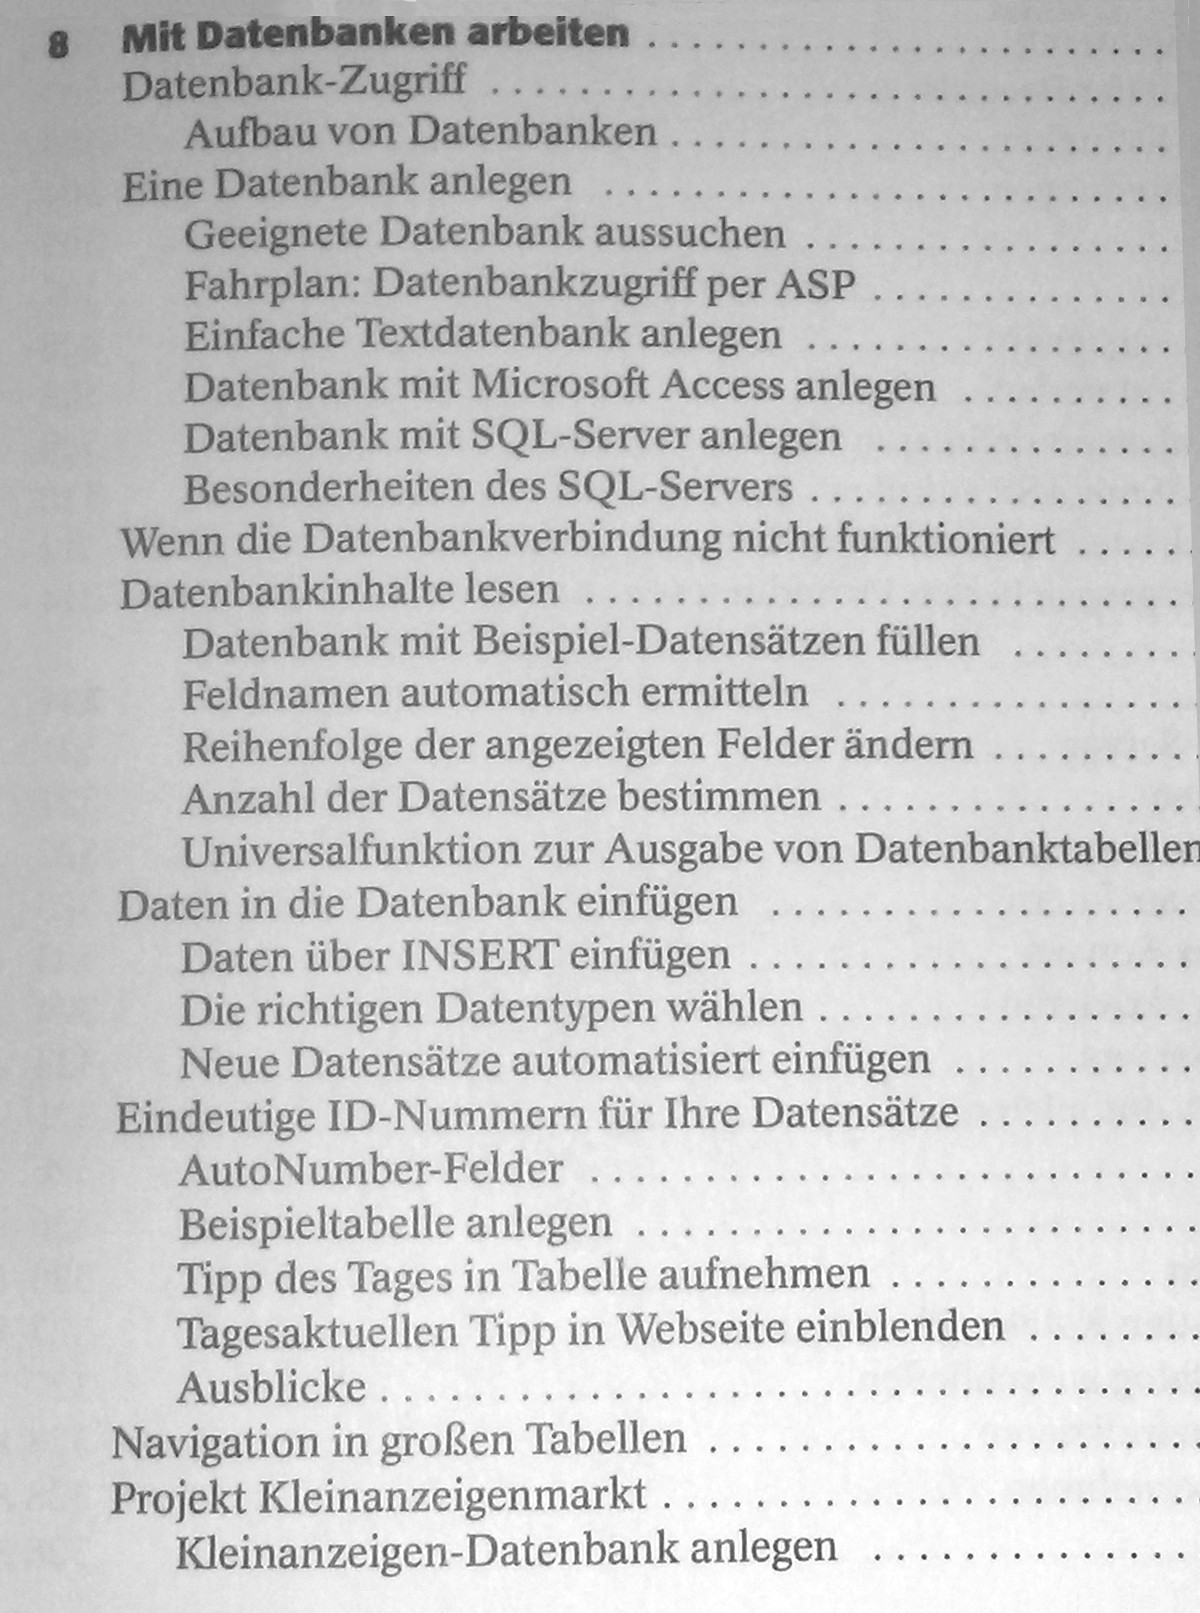 8 Mit Datenbanken arbeiten . . . . . . . . . . . . . . . . . . . . . . . .
Datenbank-Zugriff . . . . . . . . . . . . . . . . . . . . . . . . . . . . . .
Aufbau von Datenbanken . . . . . . . . . . . . . . . . . . . . . . .
Eine Datenbank anlegen . . . . . . . . . . . . . . . . . . . . . . . . . .
Geeignete Datenbank aussuchen . . . . . . . . . . . . . . . . .
Fahrplan: Datenbankzugriff per ASP . . . . . . . . . . . . . .
Einfache Textdatenbank anlegen . . . . . . . . . . . . . . . . .
Datenbank mit Microsoft Access anlegen . . . . . . . . . .
Datenbank mit SQL-Server anlegen . . . . . . . . . . . . . .
Besonderheiten des SQL-Servers . . . . . . . . . . . . . . . . .
Wenn die Datenbankverbindung nicht funktioniert . . . . . .
Datenbankinhalte lesen . . . . . . . . . . . . . . . . . . . . . . . . . . .
Datenbank mit Beispiel-Datensätzen füllen . . . . . . . . .
Feldnamen automatisch ermitteln . . . . . . . . . . . . . . . .
Reihenfolge der angezeigten Felder ändern . . . . . . . . . .
Anzahl der Datensätze bestimmen . . . . . . . . . . . . . . . .
Universalfunktion zur Ausgabe von Datenbanktabellen
Daten in die Datenbank einfügen . . . . . . . . . . . . . . . . . . .
Daten über INSERT einfügen . . . . . . . . . . . . . . . . . . . .
Die richtigen Datentypen wählen . . . . . . . . . . . . . . . . .
Neue Datensätze automatisiert einfügen . . . . . . . . . . .
Eindeutige ID-Nummern für Ihre Datensätze . . . . . . . . . .
AutoNumber-Felder . . . . . . . . . . . . . . . . . . . . . . . . . . .
Beispieltabelle anlegen . . . . . . . . . . . . . . . . . . . . . . . . .
Tipp des Tages in Tabelle aufnehmen . . . . . . . . . . . . . .
Tagesaktuellen Tipp in Webseite einblenden . . . . . . . .
Ausblicke . . . . . . . . . . . . . . . . . . . . . . . . . . . . . . . . . . . .
Navigation in großen Tabellen . . . . . . . . . . . . . . . . . . . . . .
Projekt Kleinanzeigenmarkt . . . . . . . . . . . . . . . . . . . . . . .
Kleinanzeigen-Datenbank anlegen . . . . . . . . . . . . . .